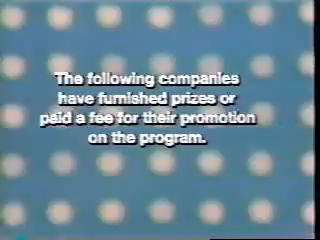 The following companies
have furnished prizes or
paid a fee for their promotion
on the program.